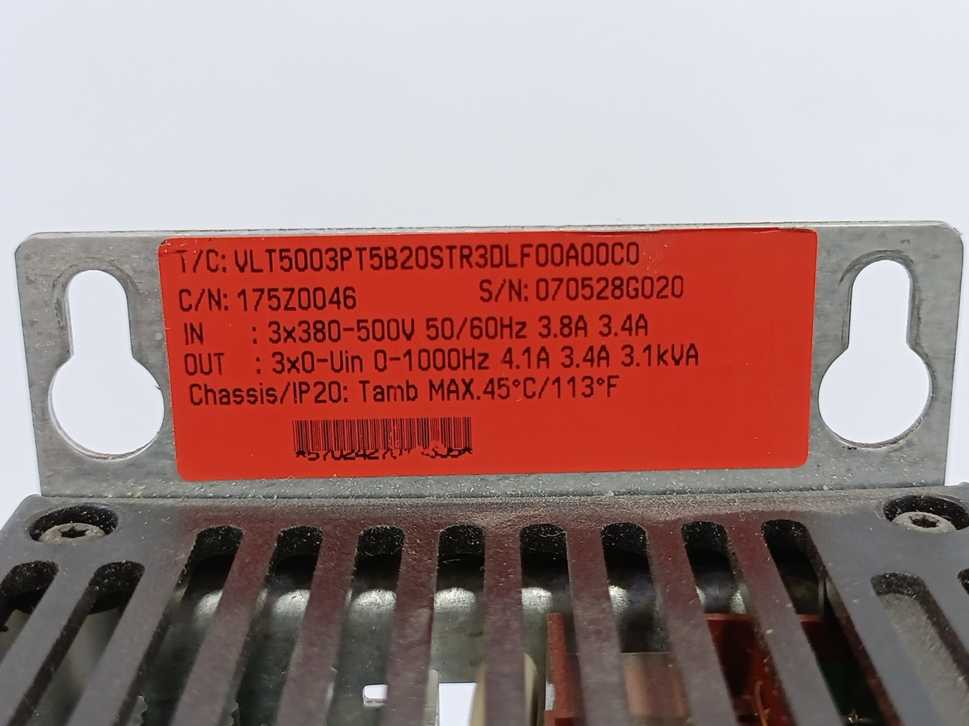 T/C: VLT5003PT5B20STR3DLF00A00C0
C/N: 175Z0046 S/N: 070528G020
IN : 3x380-500V 50/60Hz 3.8A 3.4A
OUT : 3x0-Uin 0-1000Hz 4.1A 3.4A 3.1kVA
Chassis/IP20: Tamb MAX.45°C/113°F